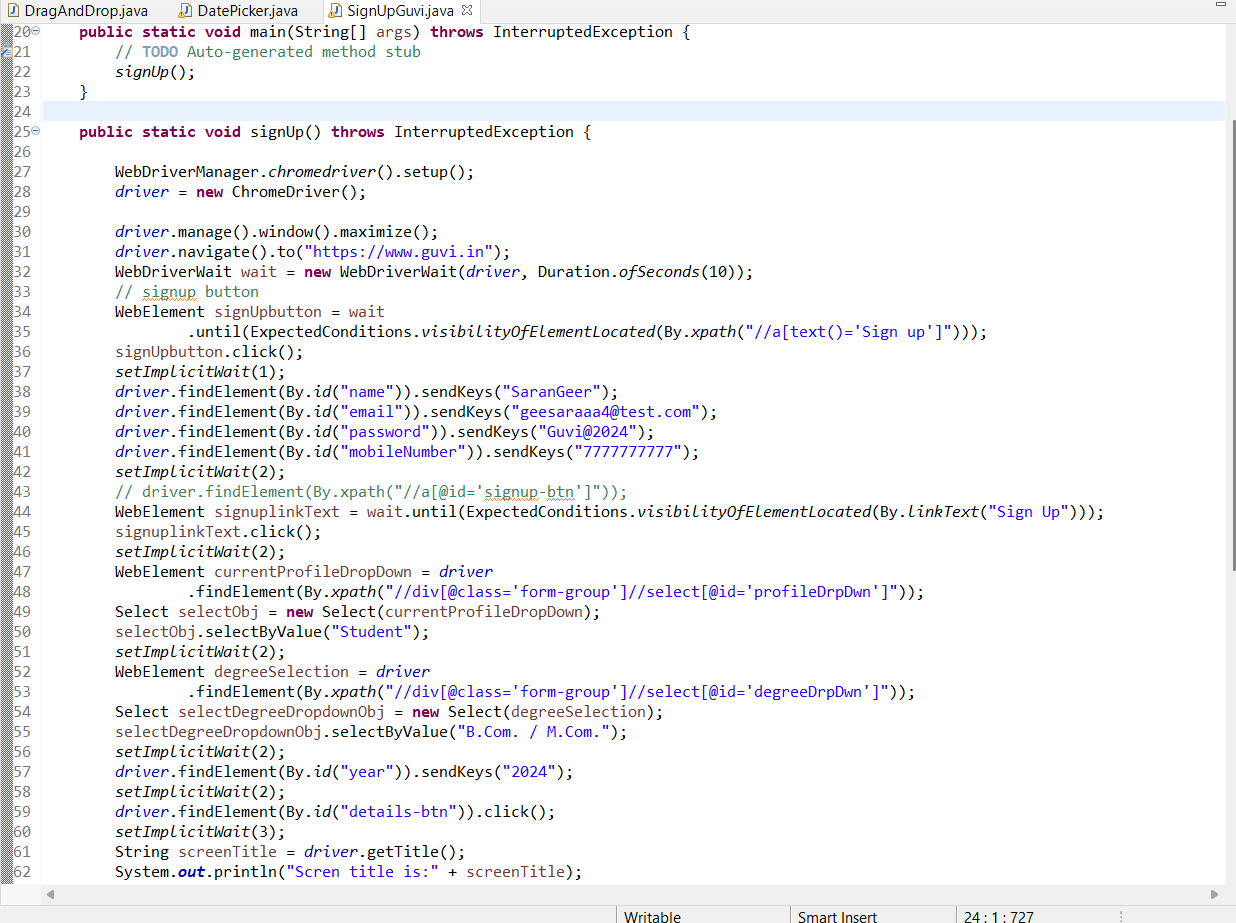 DragAndDrop.java DatePicker.java SignUpGuvi.java
20 public static void main(String[] args) throws InterruptedException {
21 // TODO Auto-generated method stub
22 signUp();
23 }
24
25 public static void signUp() throws InterruptedException {
26
27 WebDriverManager.chromedriver().setup();
28 driver = new ChromeDriver();
29
30 driver.manage().window().maximize();
31 driver.navigate().to("https://www.guvi.in");
32 WebDriverWait wait = new WebDriverWait(driver, Duration.ofSeconds(10));
33 // signup button
34 WebElement signUpbutton = wait
35 .until(ExpectedConditions.visibilityOfElementLocated(By.xpath("//a[text()='Sign up']")));
36 signUpbutton.click();
37 setImplicitWait(1);
38 driver.findElement(By.id("name")).sendKeys("SaranGeer");
39 driver.findElement(By.id("email")).sendKeys("geesaraaa4@test.com");
40 driver.findElement(By.id("password")).sendKeys("Guvi@2024");
41 driver.findElement(By.id("mobileNumber")).sendKeys("7777777777");
42 setImplicitWait(2);
43 // driver.findElement(By.xpath("//a[@id='signup-btn']"));
44 WebElement signuplinkText = wait.until(ExpectedConditions.visibilityOfElementLocated(By.linkText("Sign Up")));
45 signuplinkText.click();
46 setImplicitWait(2);
47 WebElement currentProfileDropDown = driver
48 .findElement(By.xpath("//div[@class='form-group']//select[@id='profileDrpDwn']"));
49 Select selectObj = new Select(currentProfileDropDown);
50 selectObj.selectByValue("Student");
51 setImplicitWait(2);
52 WebElement degreeSelection = driver
53 .findElement(By.xpath("//div[@class='form-group']//select[@id='degreeDrpDwn']"));
54 Select selectDegreeDropdownObj = new Select(degreeSelection);
55 selectDegreeDropdownObj.selectByValue("B.Com. / M.Com.");
56 setImplicitWait(2);
57 driver.findElement(By.id("year")).sendKeys("2024");
58 setImplicitWait(2);
59 driver.findElement(By.id("details-btn")).click();
60 setImplicitWait(3);
61 String screenTitle = driver.getTitle();
62 System.out.println("Scren title is:" + screenTitle);
Writable Smart Insert 24 : 1 : 727